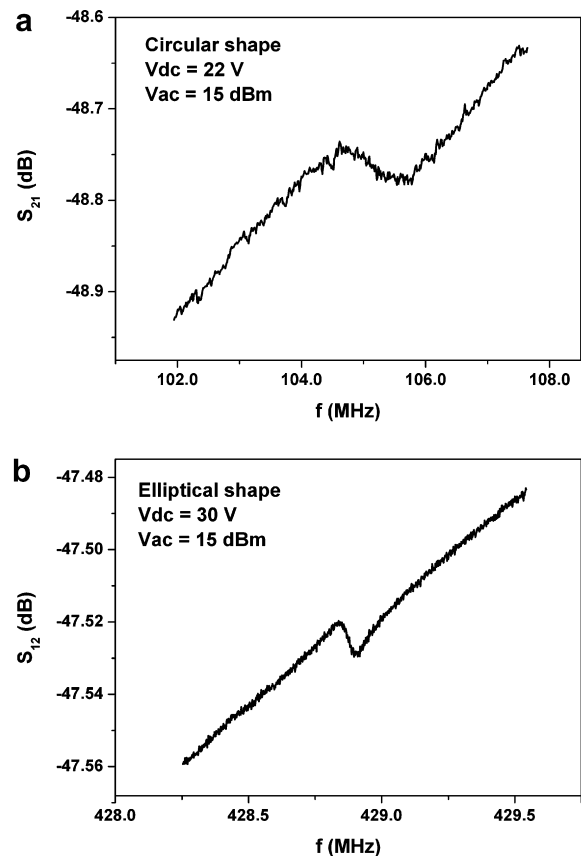 a
Circular shape
Vdc = 22 V
Vac = 15 dBm
-48.6
-48.7
-48.8
-48.9
S21 (dB)
102.0 104.0 106.0 108.0
f (MHz)
b
Elliptical shape
Vdc = 30 V
Vac = 15 dBm
-47.48
-47.50
-47.52
-47.54
-47.56
S12 (dB)
428.0 428.5 429.0 429.5
f (MHz)